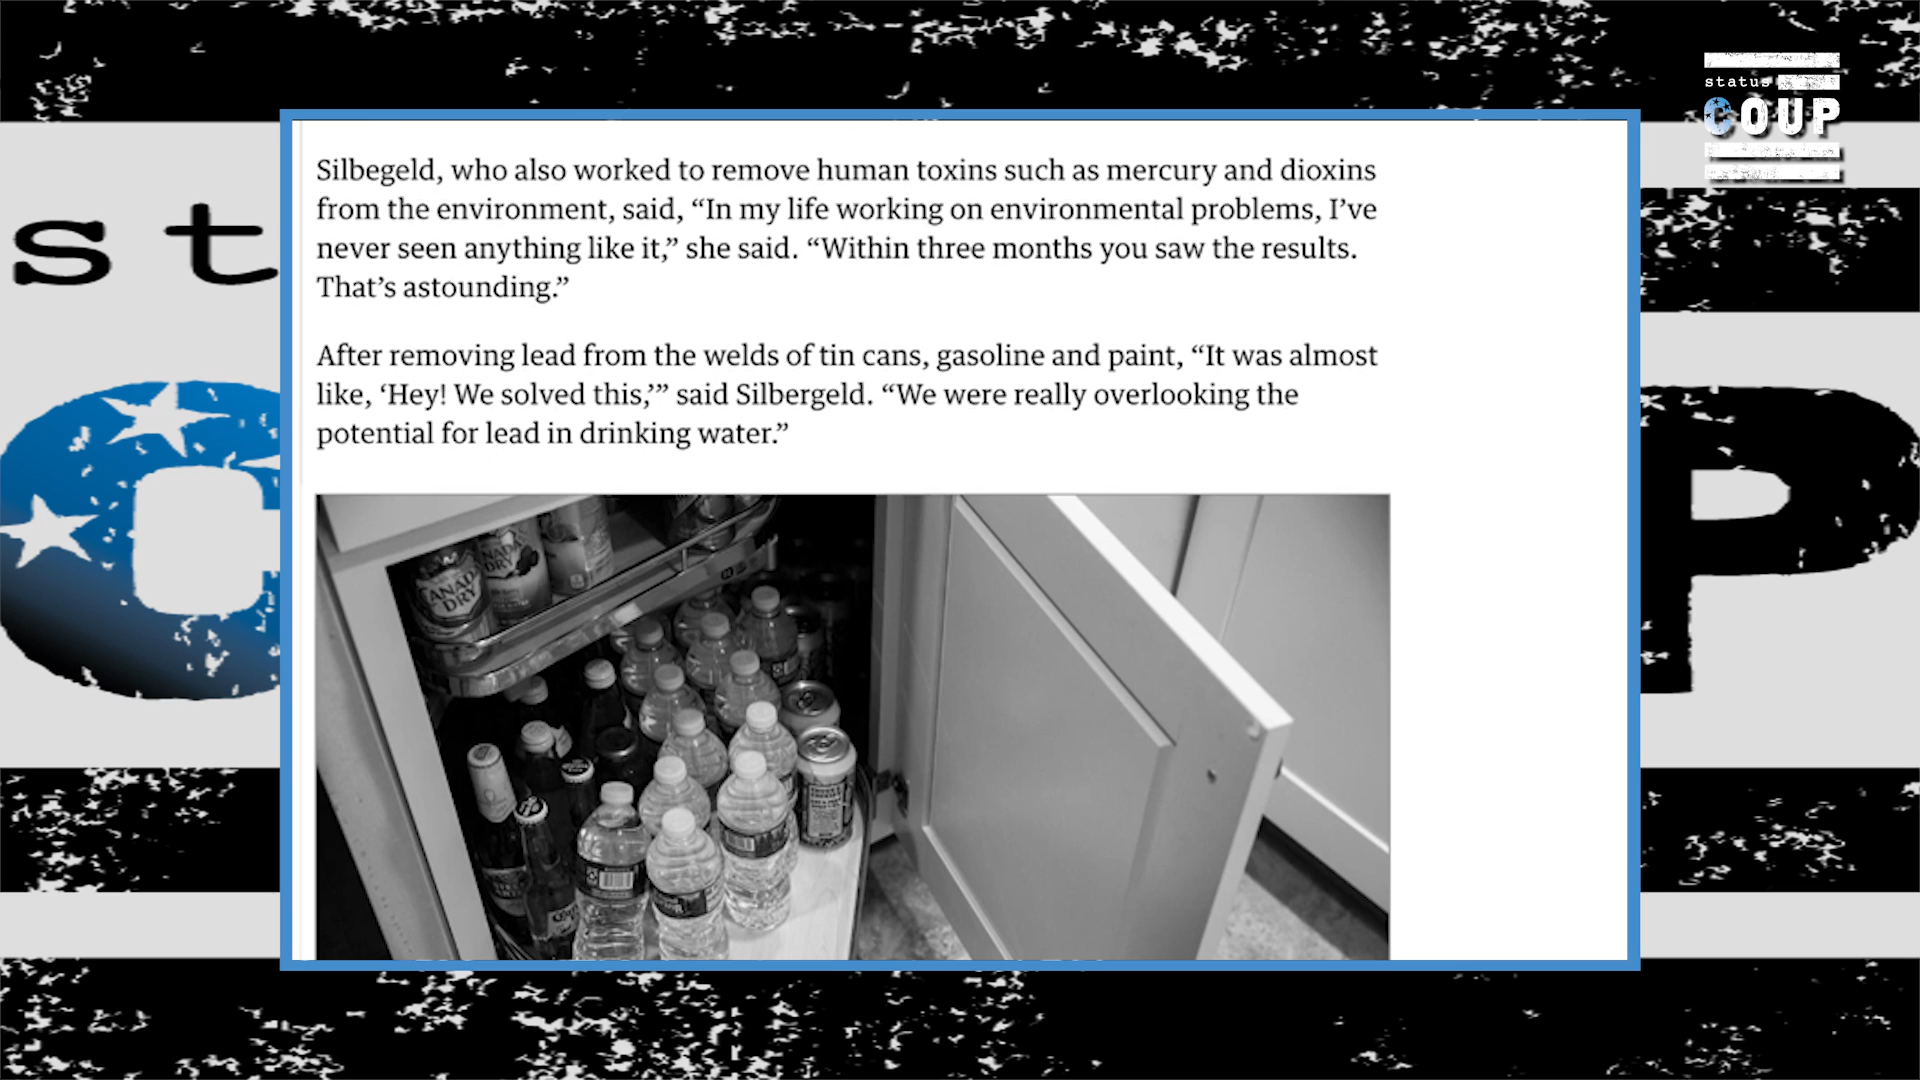 status
COUP
st
C
P
Silbegeld, who also worked to remove human toxins such as mercury and dioxins
from the environment, said, “In my life working on environmental problems, I’ve
never seen anything like it,” she said. “Within three months you saw the results.
That’s astounding.”
After removing lead from the welds of tin cans, gasoline and paint, “It was almost
like, ‘Hey! We solved this,’” said Silbergeld. “We were really overlooking the
potential for lead in drinking water.”
CANADA
DRY